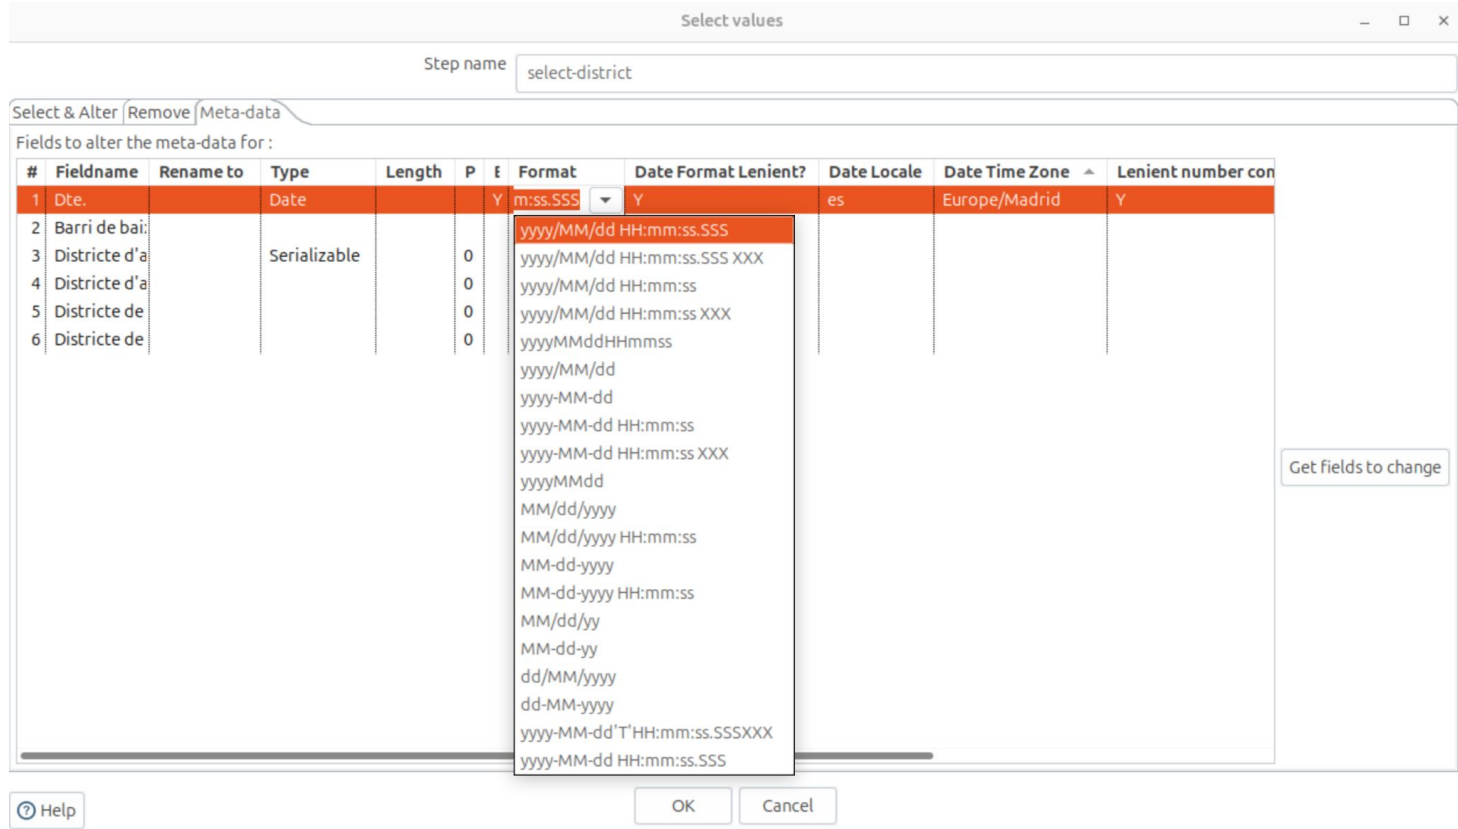 Select values
Step name select-district
Select & Alter Remove Meta-data
Fields to alter the meta-data for :
# Fieldname Rename to Type Length P E Format Date Format Lenient? Date Locale Date Time Zone Lenient number con
1 Dte. Date Y m:ss.SSS Y es Europe/Madrid Y
2 Barri de bai:
3 Districte d'a Serializable 0
4 Districte d'a 0
5 Districte de 0
6 Districte de 0
yyyy/MM/dd HH:mm:ss.SSS
yyyy/MM/dd HH:mm:ss.SSS XXX
yyyy/MM/dd HH:mm:ss
yyyy/MM/dd HH:mm:ss XXX
yyyyMMddHHmmss
yyyy/MM/dd
yyyy-MM-dd
yyyy-MM-dd HH:mm:ss
yyyy-MM-dd HH:mm:ss XXX
yyyyMMdd
MM/dd/yyyy
MM/dd/yyyy HH:mm:ss
MM-dd-yyyy
MM-dd-yyyy HH:mm:ss
MM/dd/yy
MM-dd-yy
dd/MM/yyyy
dd-MM-yyyy
yyyy-MM-dd'T'HH:mm:ss.SSSXXX
yyyy-MM-dd HH:mm:ss.SSS
Get fields to change
Help OK Cancel